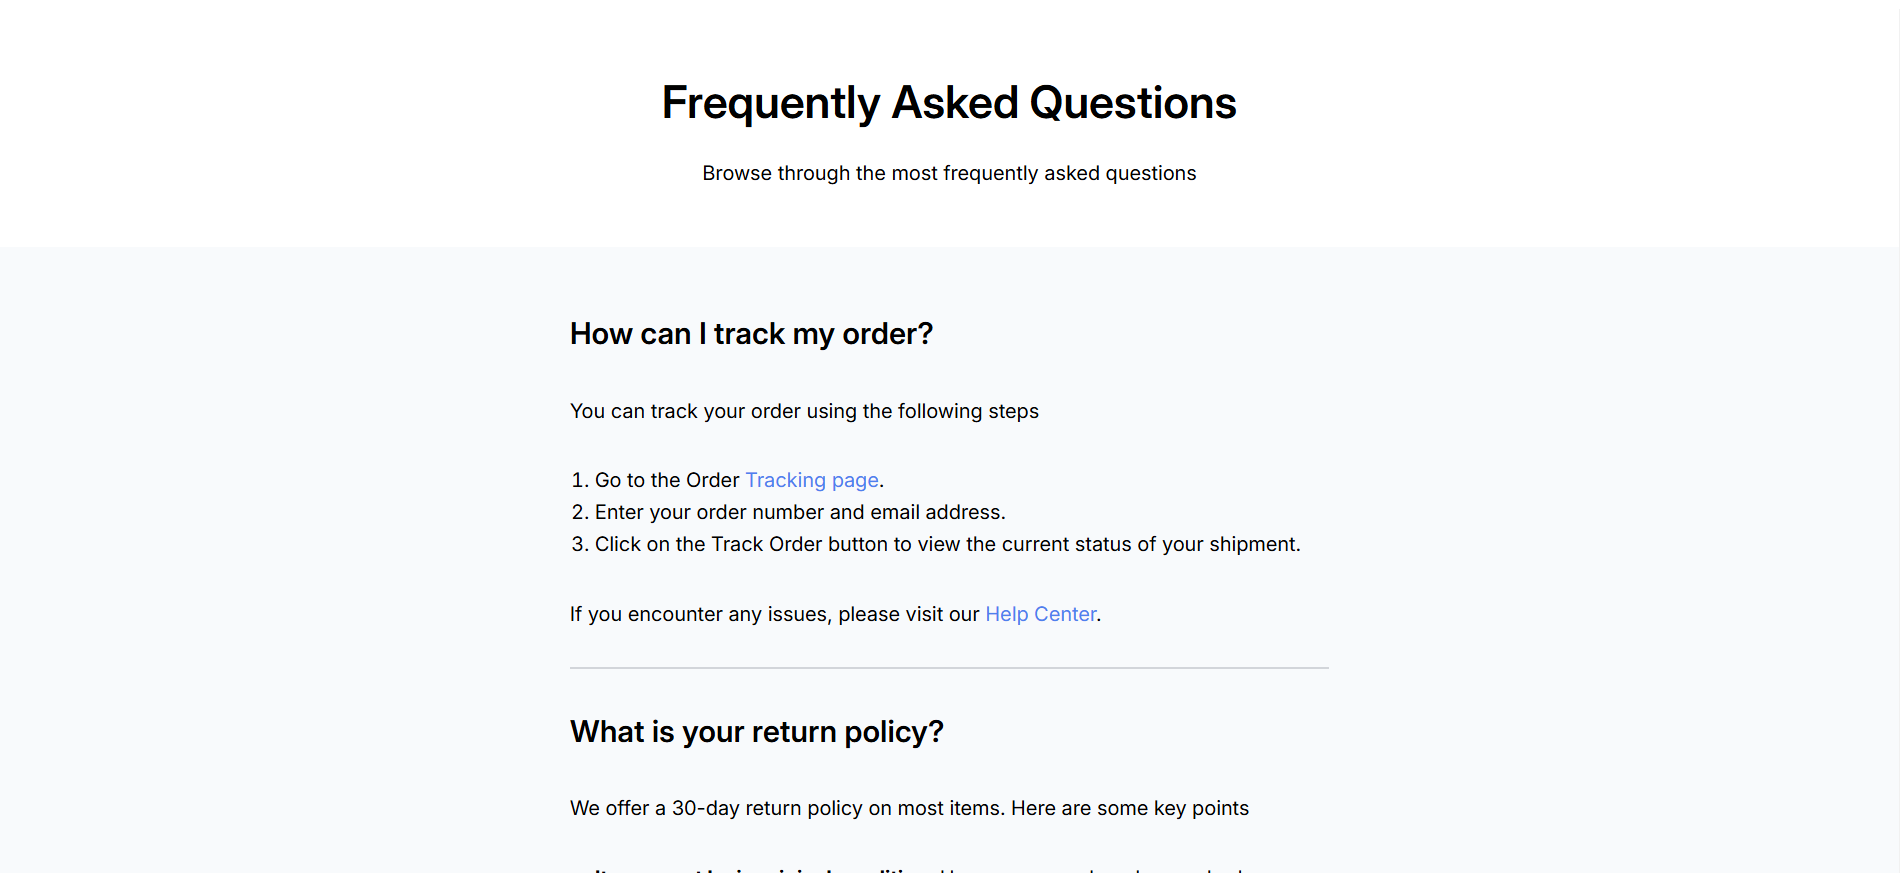 Frequently Asked Questions
Browse through the most frequently asked questions
How can I track my order?
You can track your order using the following steps
1. Go to the Order Tracking page.
2. Enter your order number and email address.
3. Click on the Track Order button to view the current status of your shipment.
If you encounter any issues, please visit our Help Center.
What is your return policy?
We offer a 30-day return policy on most items. Here are some key points